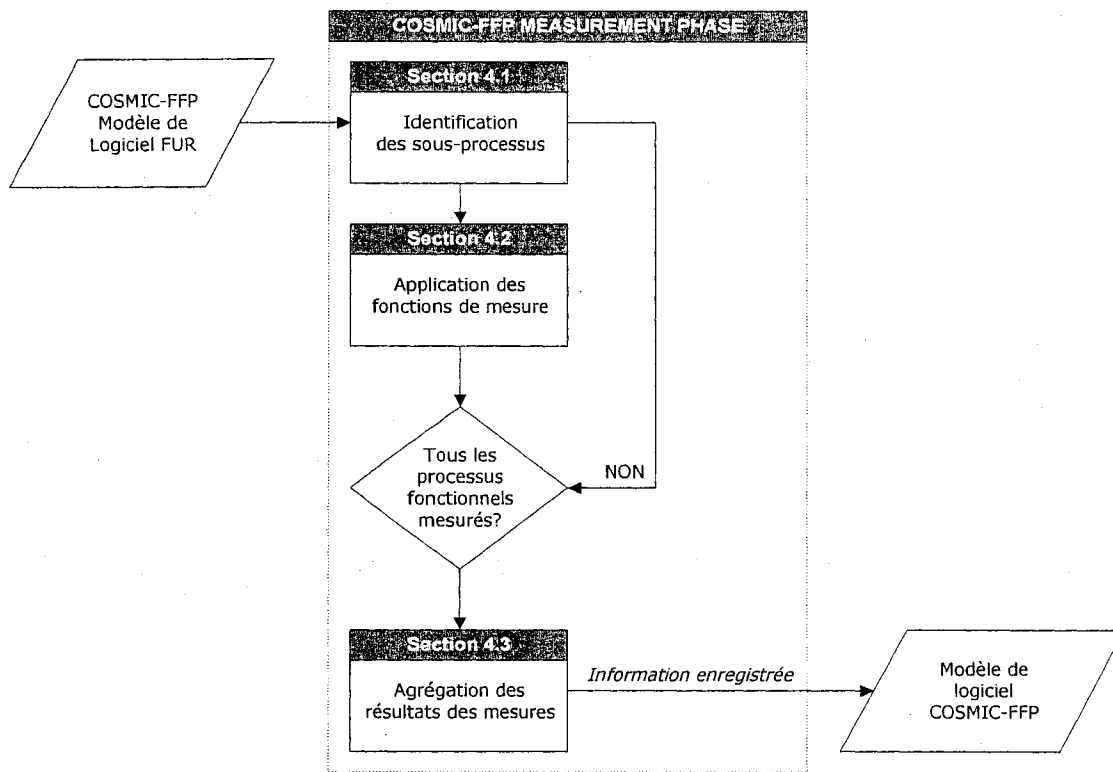 COSMIC-FFP MEASUREMENT PHASE
COSMIC-FFP
Modèle de
Logiciel FUR
Section 4.1
Identification
des sous-processus
Section 4.2
Application des
fonctions de mesure
Tous les
processus
fonctionnels
mesurés?
NON
Section 4.3
Agrégation des
résultats des mesures
Information enregistrée
Modèle de
logiciel
COSMIC-FFP